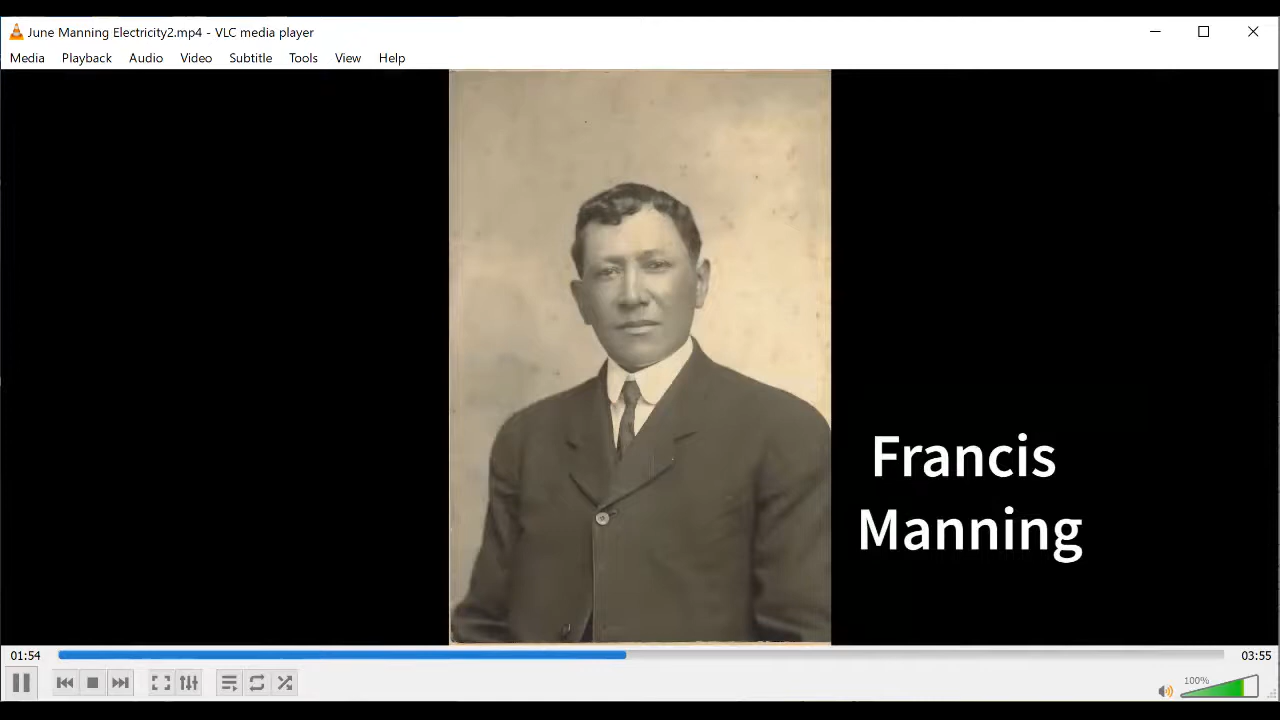 June Manning Electricity2.mp4 - VLC media player
Media Playback Audio Video Subtitle Tools View Help
Francis
Manning
01:54
03:55
100%